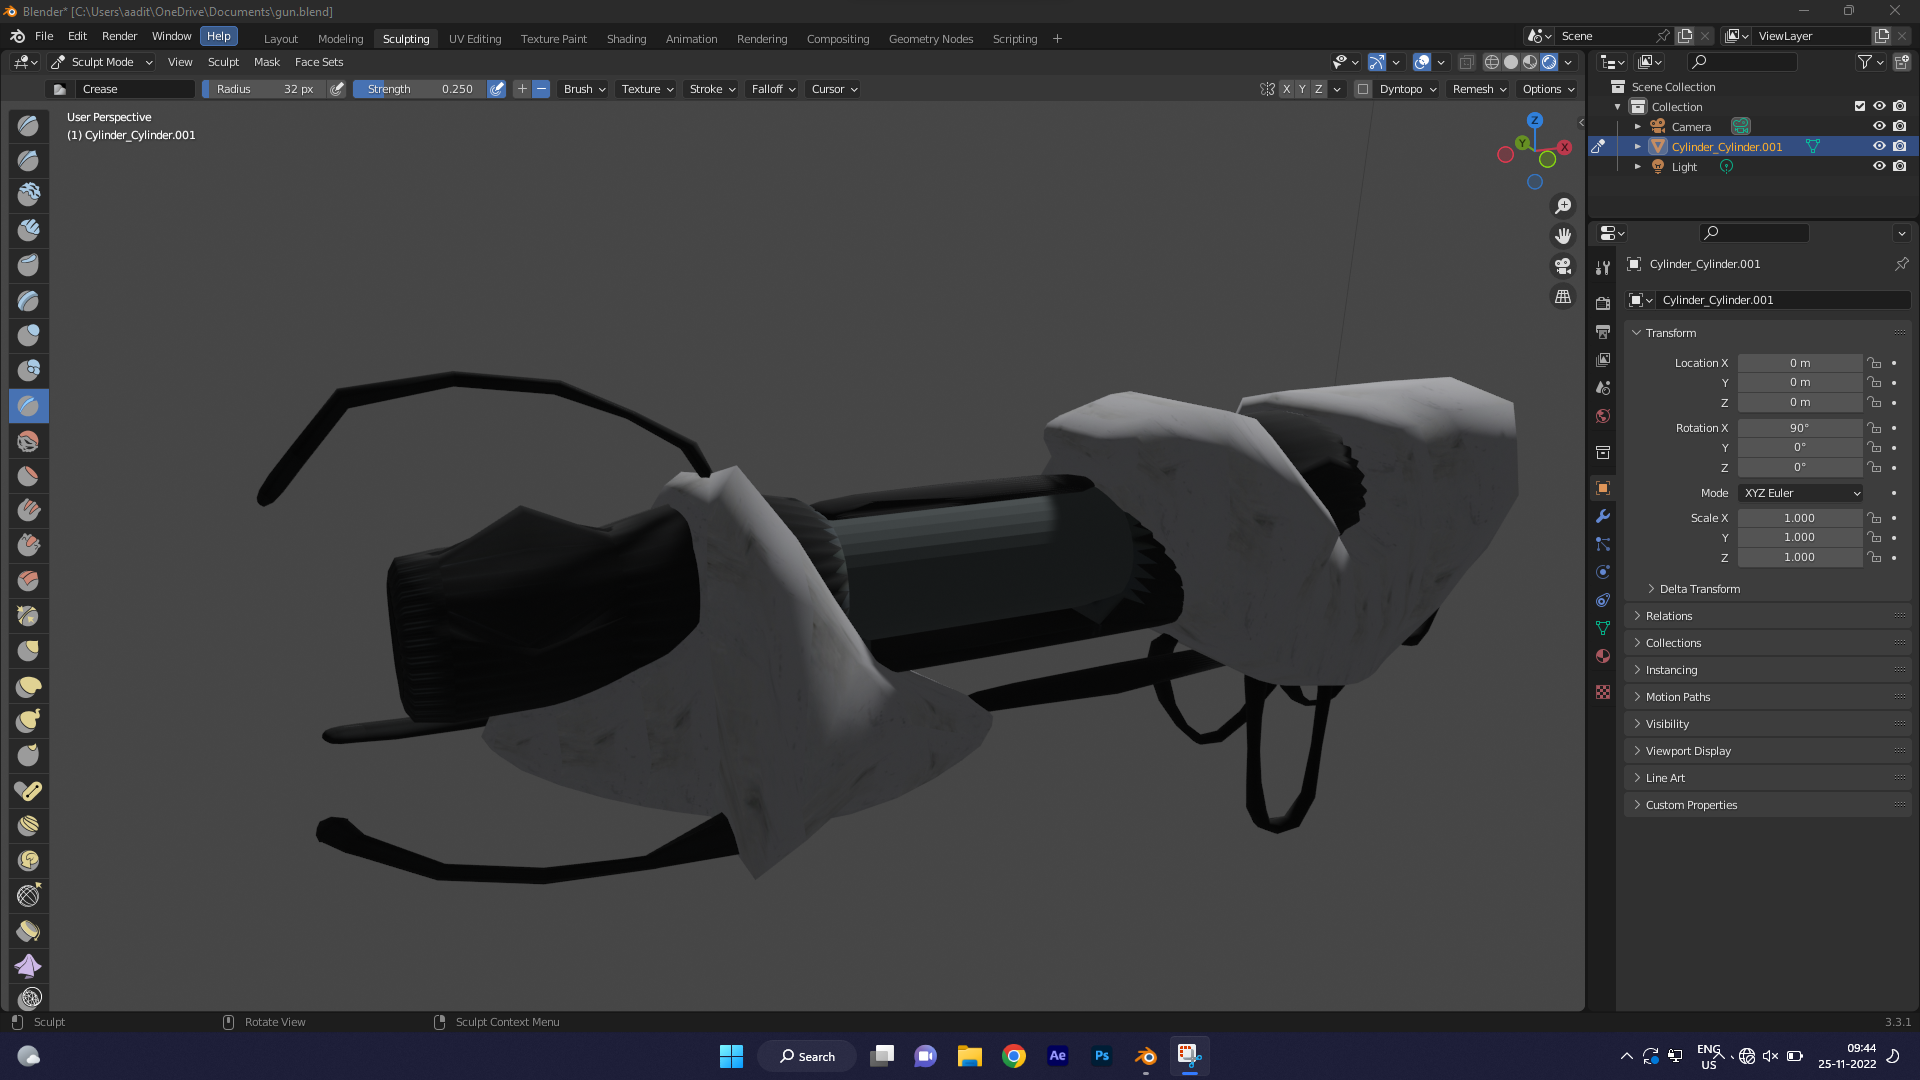 Blender* [C:\Users\aadit\OneDrive\Documents\gun.blend]
File Edit Render Window Help
Layout Modeling Sculpting UV Editing Texture Paint Shading Animation Rendering Compositing Geometry Nodes Scripting +
Scene
ViewLayer
Sculpt Mode View Sculpt Mask Face Sets
Crease
Radius 32 px
Strength 0.250
Brush Texture Stroke Falloff Cursor
X Y Z
Dyntopo Remesh Options
User Perspective
(1) Cylinder_Cylinder.001
Z
Y
X
Scene Collection
Collection
Camera
Cylinder_Cylinder.001
Light
Cylinder_Cylinder.001
Cylinder_Cylinder.001
Transform
Location X 0 m
Y 0 m
Z 0 m
Rotation X 90°
Y 0°
Z 0°
Mode XYZ Euler
Scale X 1.000
Y 1.000
Z 1.000
Delta Transform
Relations
Collections
Instancing
Motion Paths
Visibility
Viewport Display
Line Art
Custom Properties
Sculpt
Rotate View
Sculpt Context Menu
3.3.1
Search
Ae
Ps
ENG
US
09:44
25-11-2022